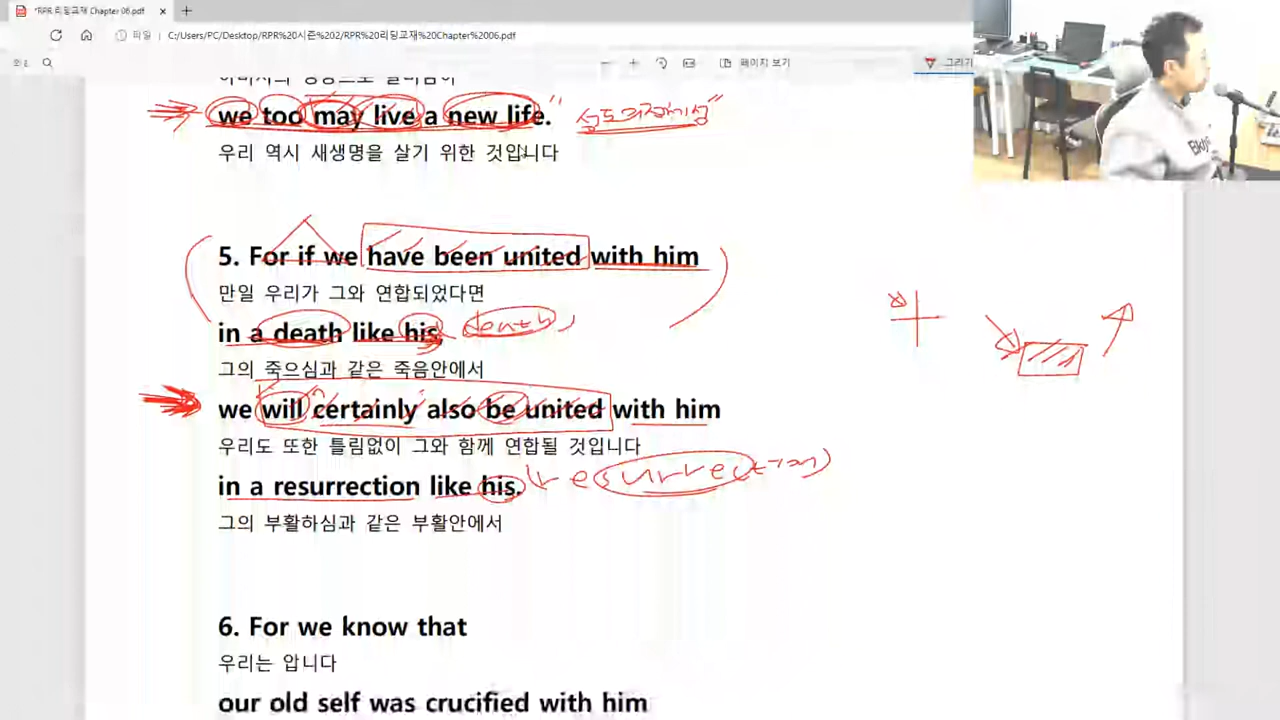 *RPR 리딩교재 Chapter 06.pdf
파일 C:/Users/PC/Desktop/RPR%20시즌%202/RPR%20리딩교재%20Chapter%2006.pdf
페이지 보기
그리기
we too may live a new life."
우리 역시 새생명을 살기 위한 것입니다
5. For if we have been united with him
만일 우리가 그와 연합되었다면
in a death like his, death)
그의 죽으심과 같은 죽음안에서
we will certainly also be united with him
우리도 또한 틀림없이 그와 함께 연합될 것입니다
in a resurrection like his. (resurrection)
그의 부활하심과 같은 부활안에서
6. For we know that
우리는 압니다
our old self was crucified with him